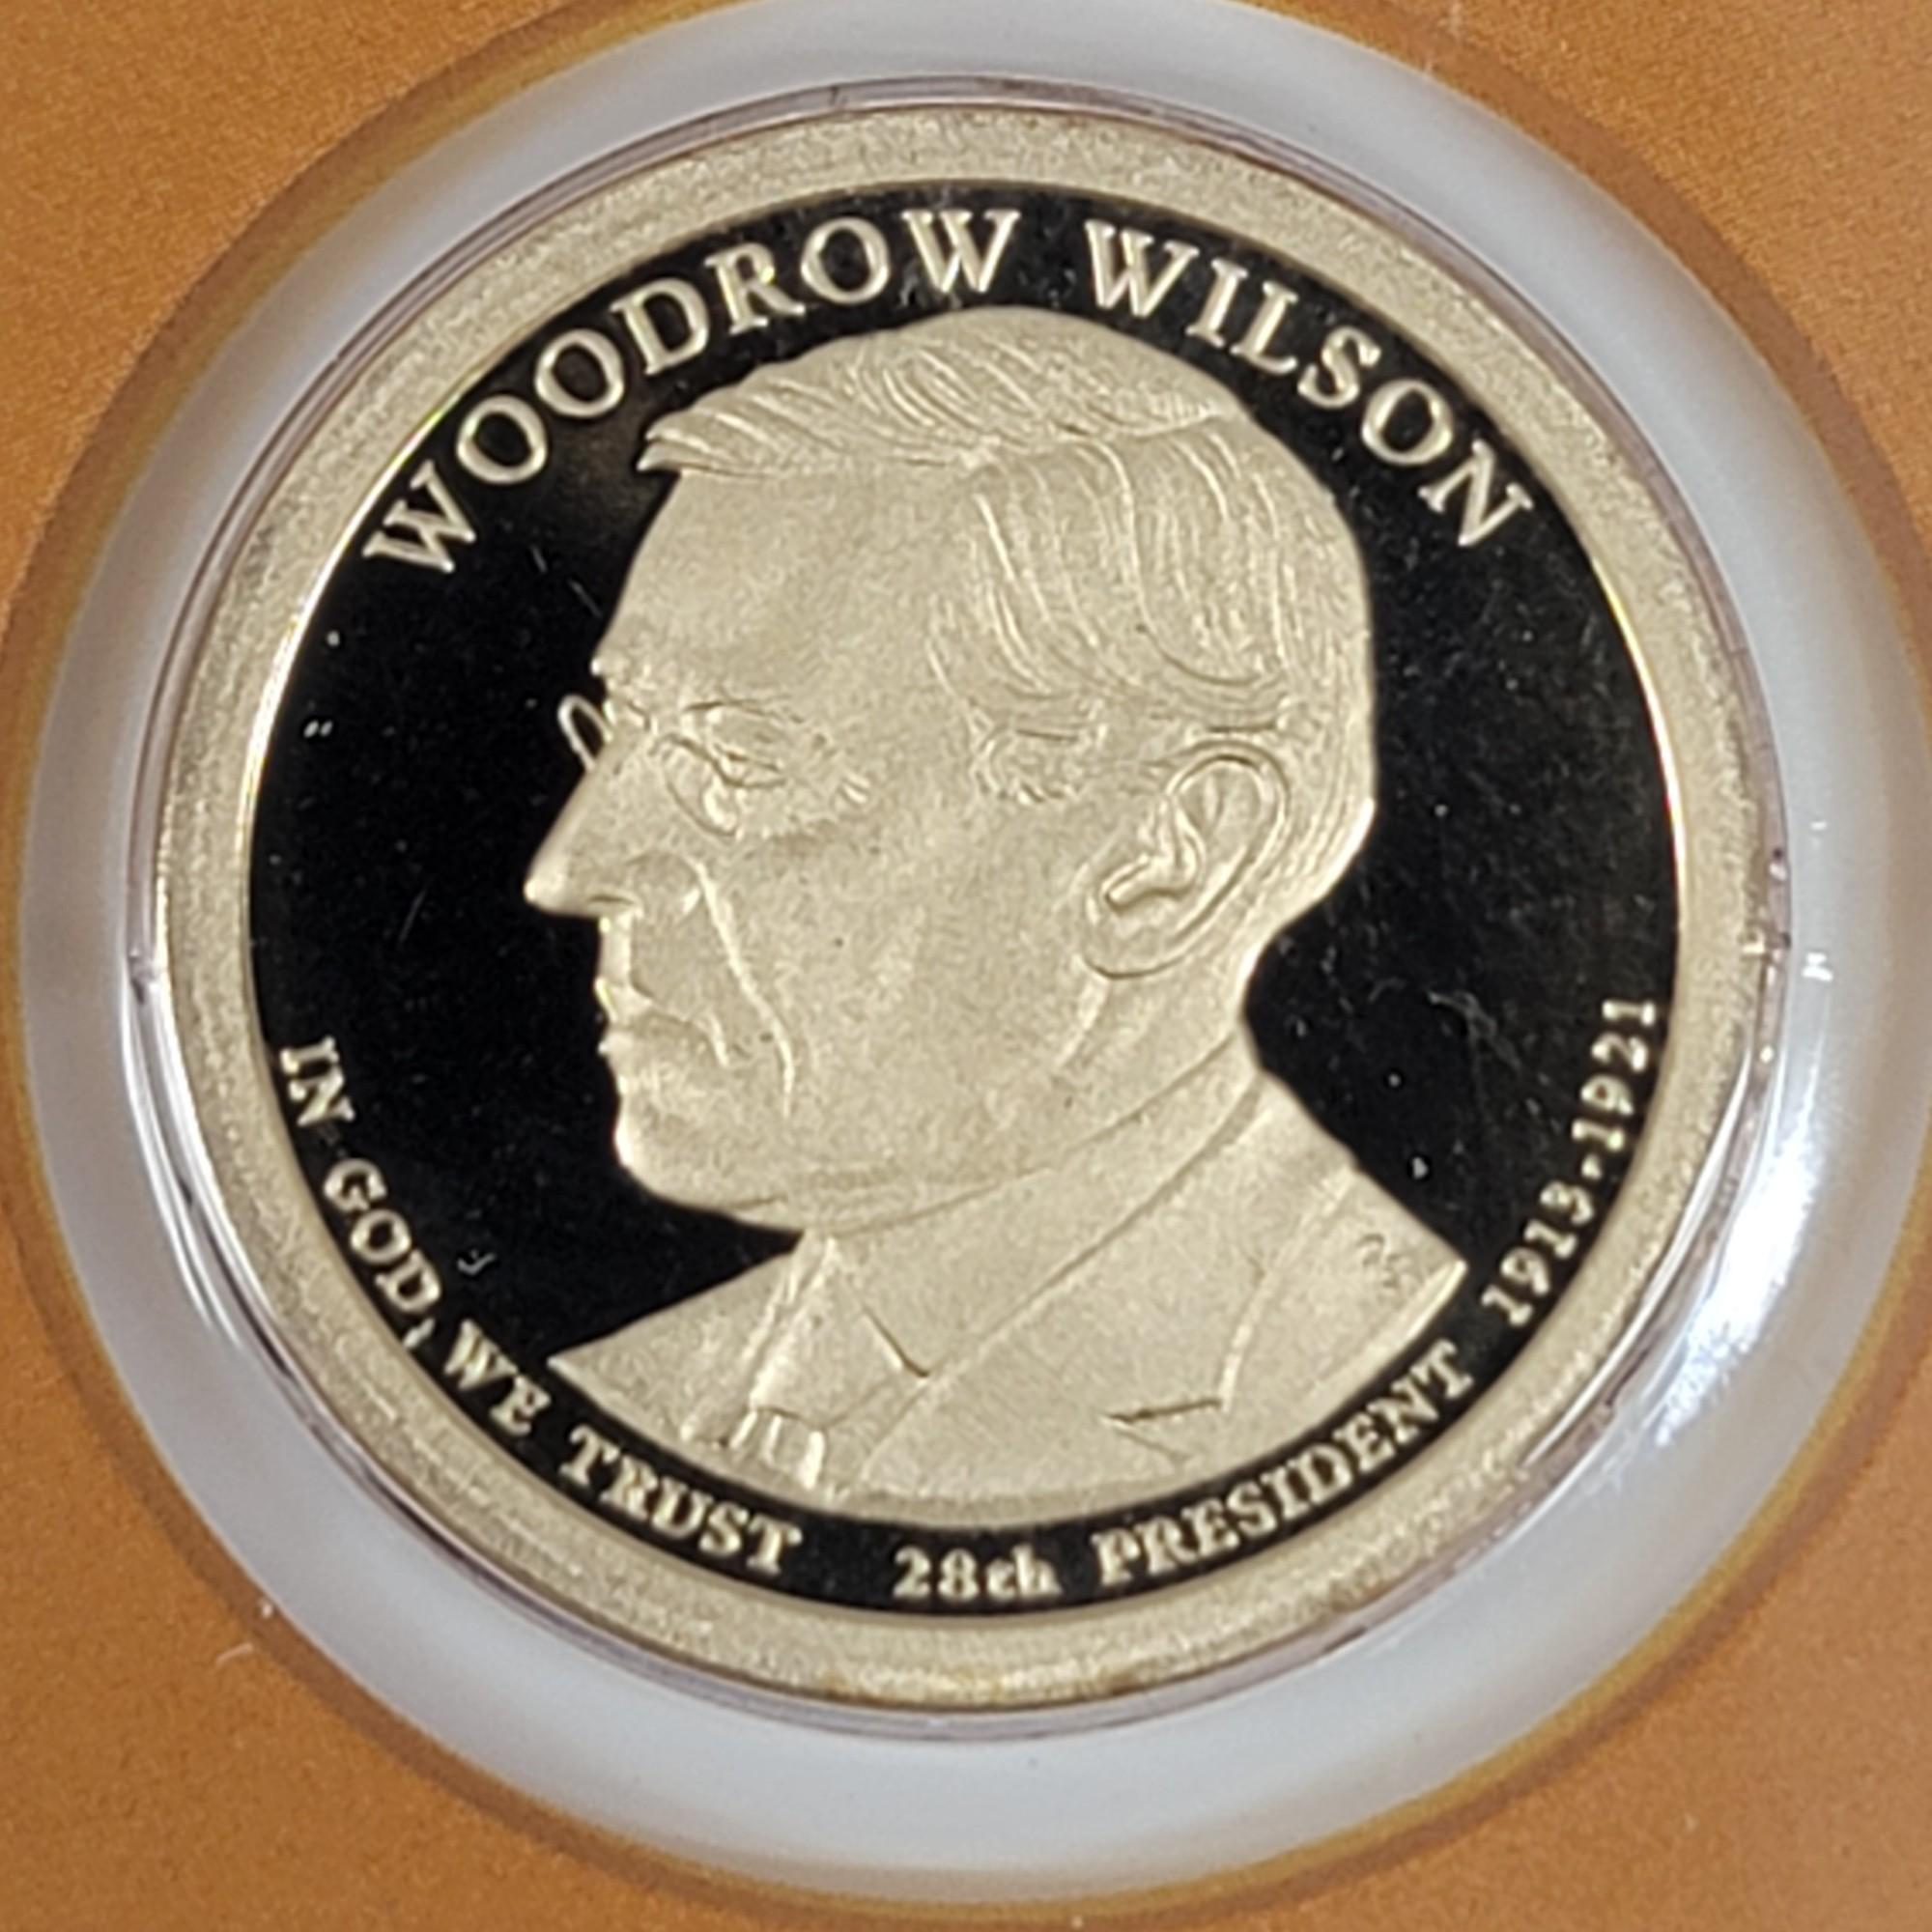 WOODROW WILSON
IN GOD, WE TRUST
28th PRESIDENT
1913-1921